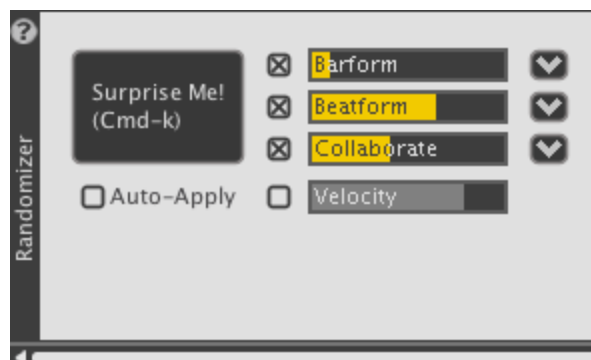 ?
Randomizer
Surprise Me!
(Cmd-k)
Barform
Beatform
Collaborate
Auto-Apply
Velocity